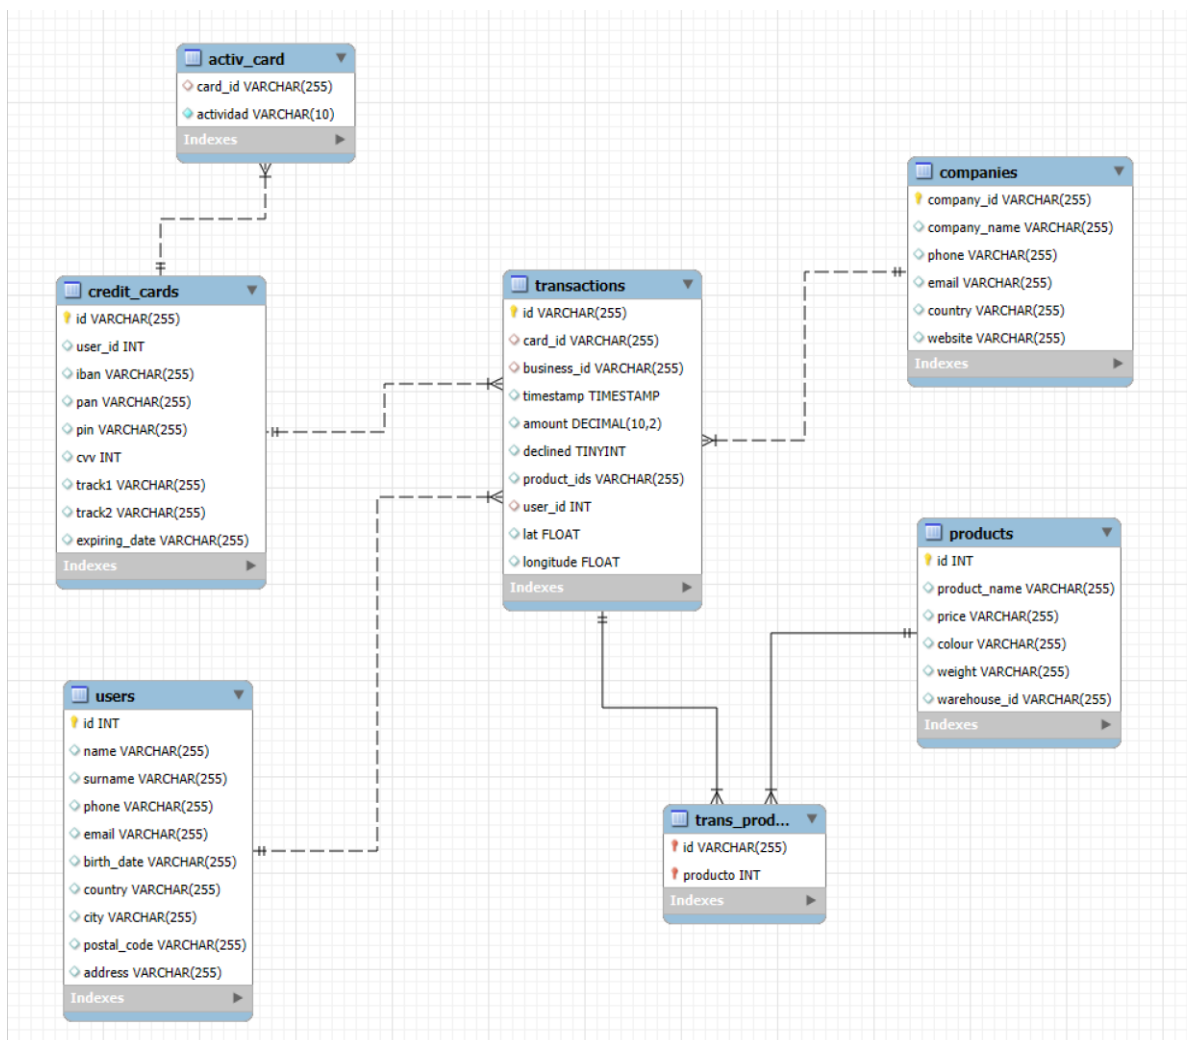 activ_card
card_id VARCHAR(255)
actividad VARCHAR(10)
Indexes
companies
company_id VARCHAR(255)
company_name VARCHAR(255)
phone VARCHAR(255)
email VARCHAR(255)
country VARCHAR(255)
website VARCHAR(255)
Indexes
credit_cards
id VARCHAR(255)
user_id INT
iban VARCHAR(255)
pan VARCHAR(255)
pin VARCHAR(255)
cvv INT
track1 VARCHAR(255)
track2 VARCHAR(255)
expiring_date VARCHAR(255)
Indexes
transactions
id VARCHAR(255)
card_id VARCHAR(255)
business_id VARCHAR(255)
timestamp TIMESTAMP
amount DECIMAL(10,2)
declined TINYINT
product_ids VARCHAR(255)
user_id INT
lat FLOAT
longitude FLOAT
Indexes
products
id INT
product_name VARCHAR(255)
price VARCHAR(255)
colour VARCHAR(255)
weight VARCHAR(255)
warehouse_id VARCHAR(255)
Indexes
users
id INT
name VARCHAR(255)
surname VARCHAR(255)
phone VARCHAR(255)
email VARCHAR(255)
birth_date VARCHAR(255)
country VARCHAR(255)
city VARCHAR(255)
postal_code VARCHAR(255)
address VARCHAR(255)
Indexes
trans_prod...
id VARCHAR(255)
producto INT
Indexes